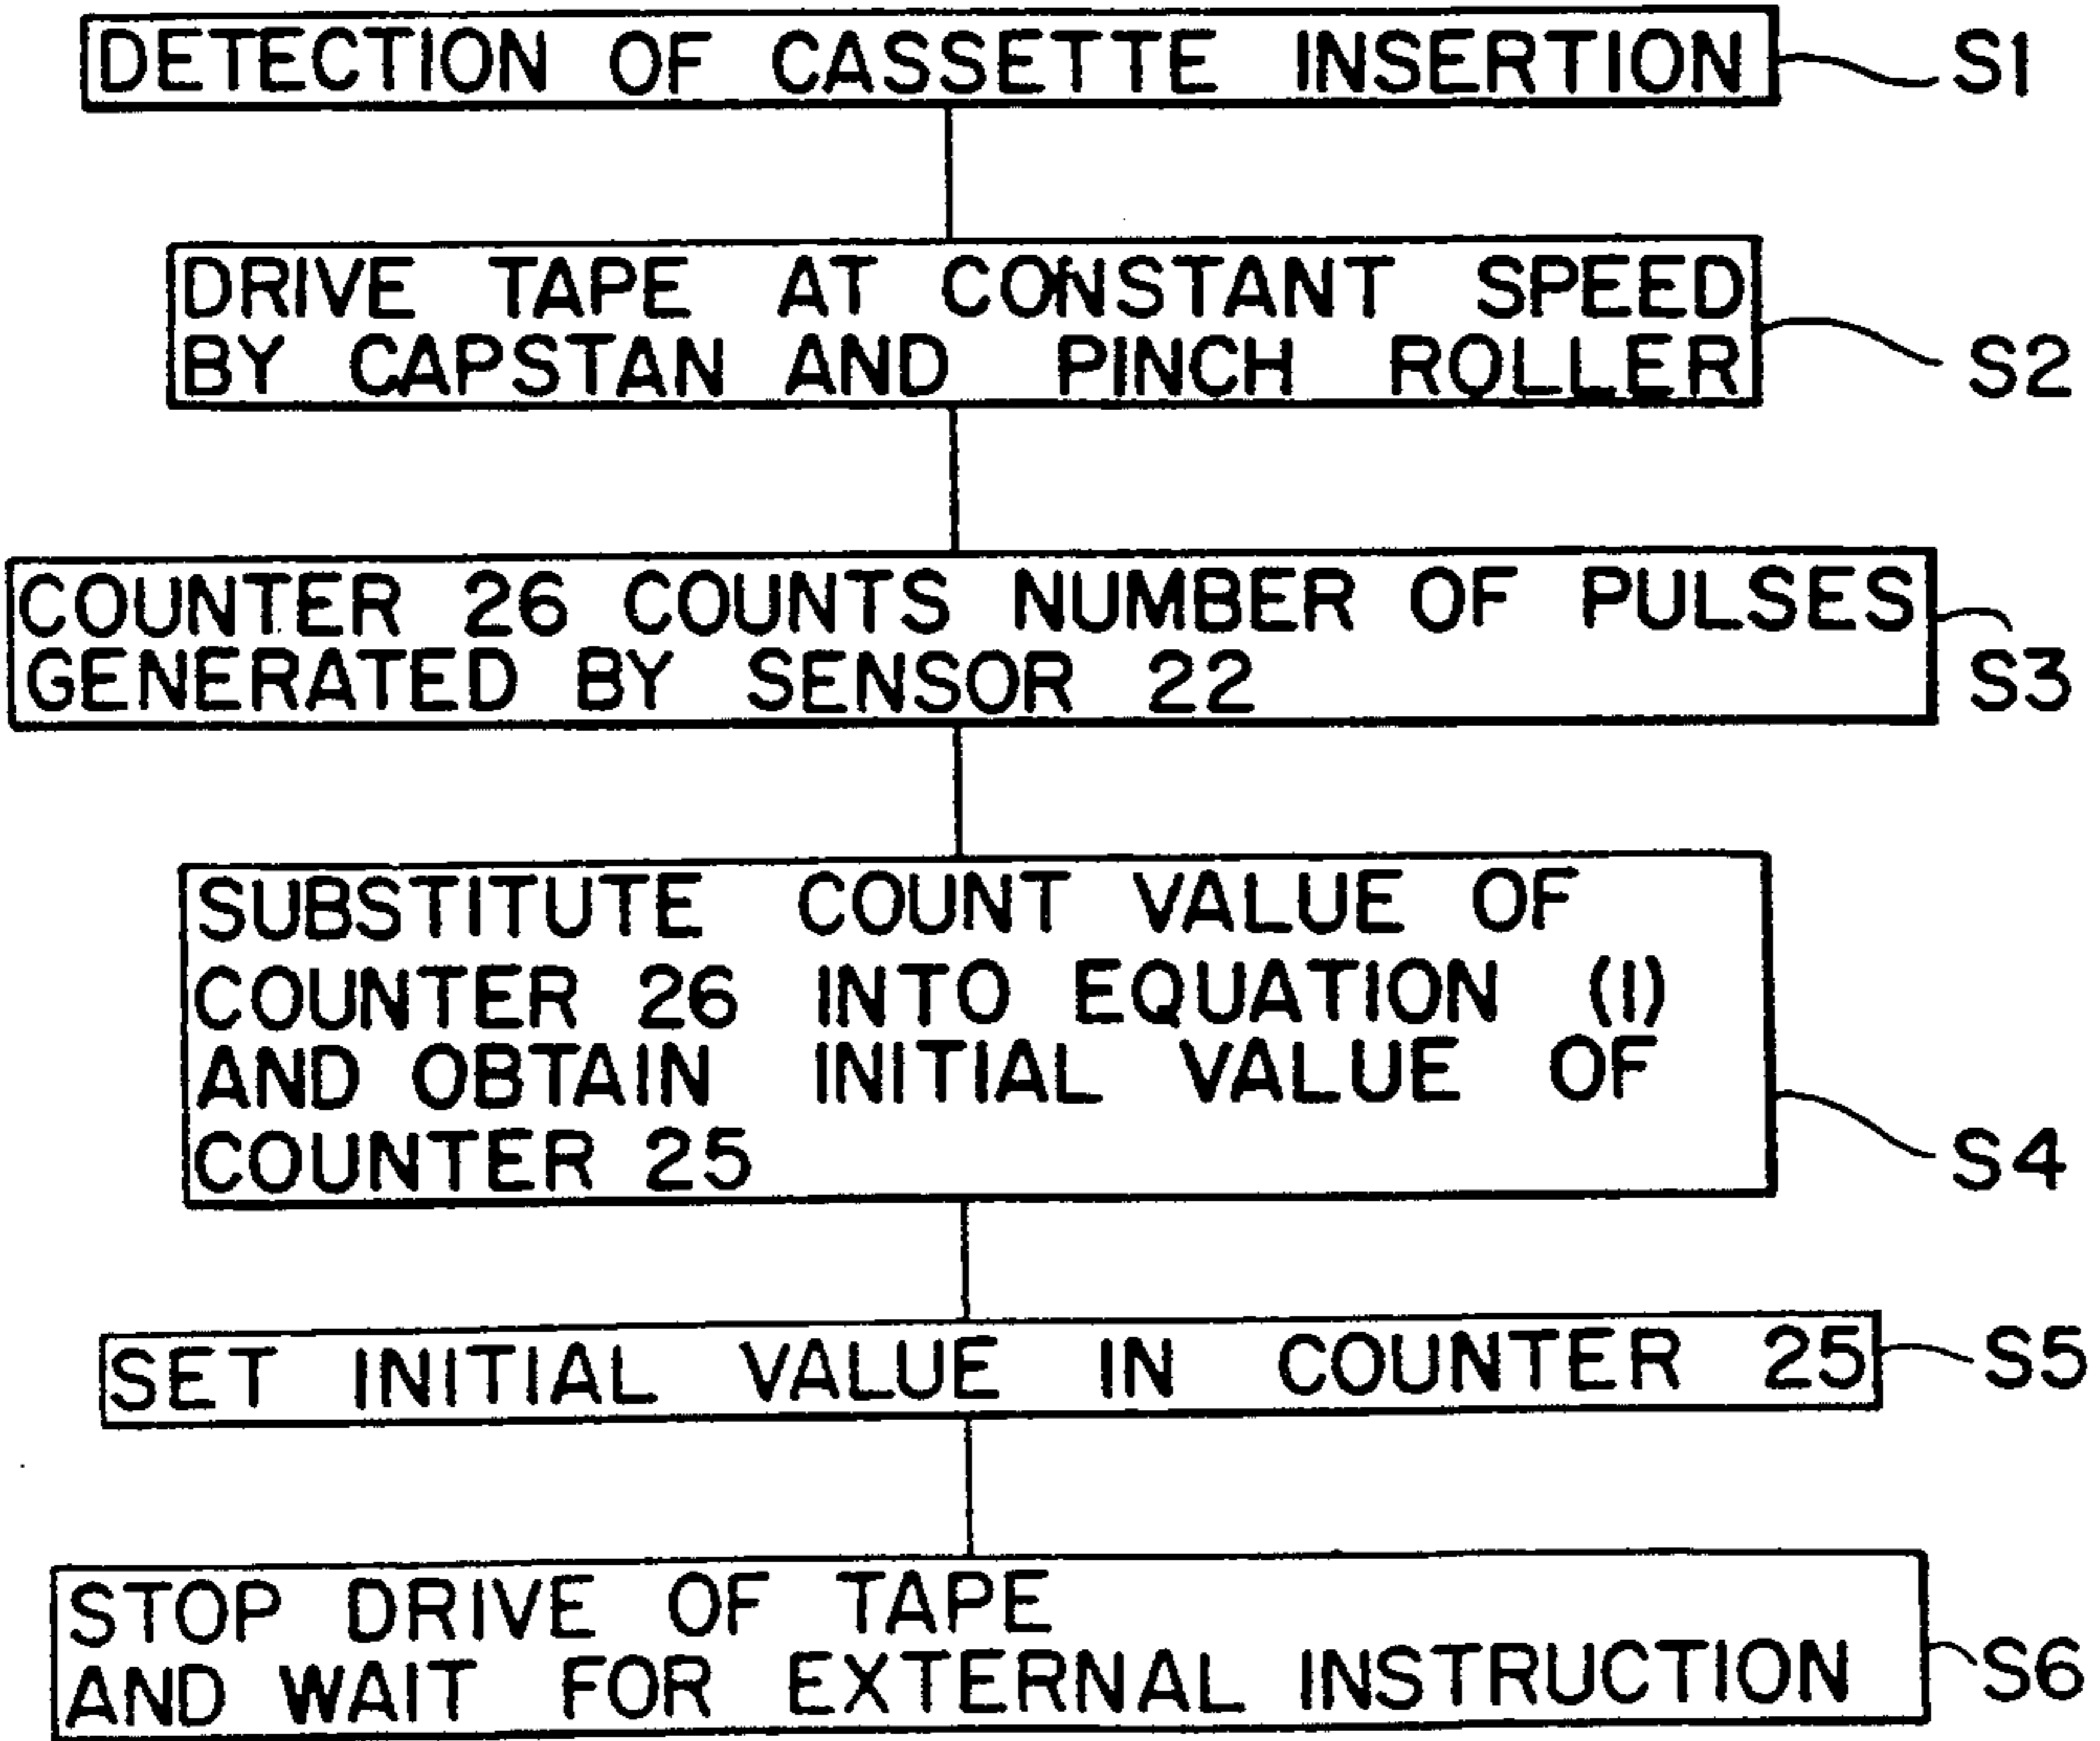 DETECTION OF CASSETTE INSERTION
S1
DRIVE TAPE AT CONSTANT SPEED
BY CAPSTAN AND PINCH ROLLER
S2
COUNTER 26 COUNTS NUMBER OF PULSES
GENERATED BY SENSOR 22
S3
SUBSTITUTE COUNT VALUE OF
COUNTER 26 INTO EQUATION (1)
AND OBTAIN INITIAL VALUE OF
COUNTER 25
S4
SET INITIAL VALUE IN COUNTER 25
S5
STOP DRIVE OF TAPE
AND WAIT FOR EXTERNAL INSTRUCTION
S6